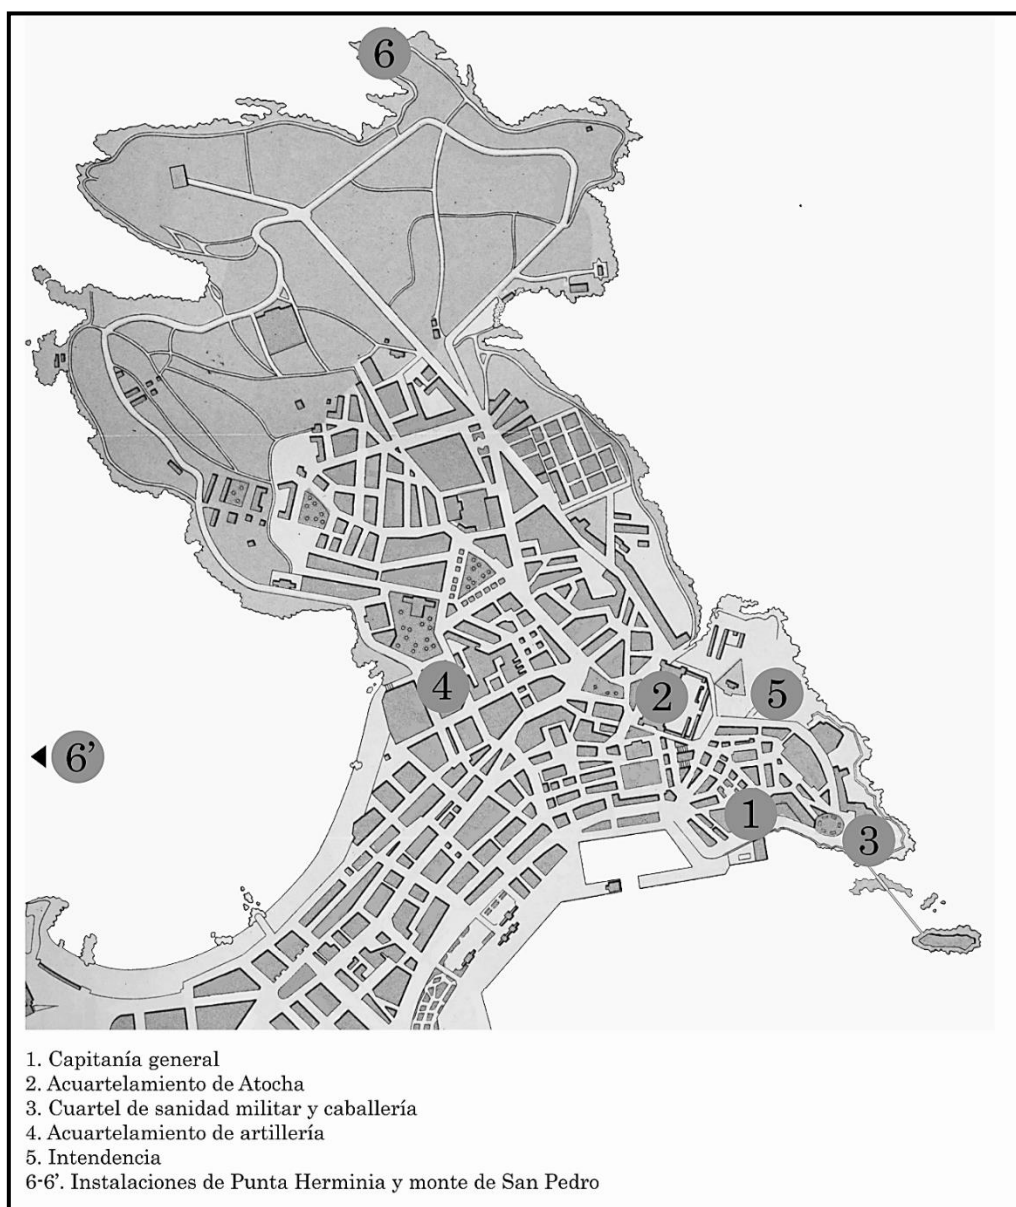 6
4
2
5
6’
1
3
1. Capitanía general
2. Acuartelamiento de Atocha
3. Cuartel de sanidad militar y caballería
4. Acuartelamiento de artillería
5. Intendencia
6-6’. Instalaciones de Punta Herminia y monte de San Pedro